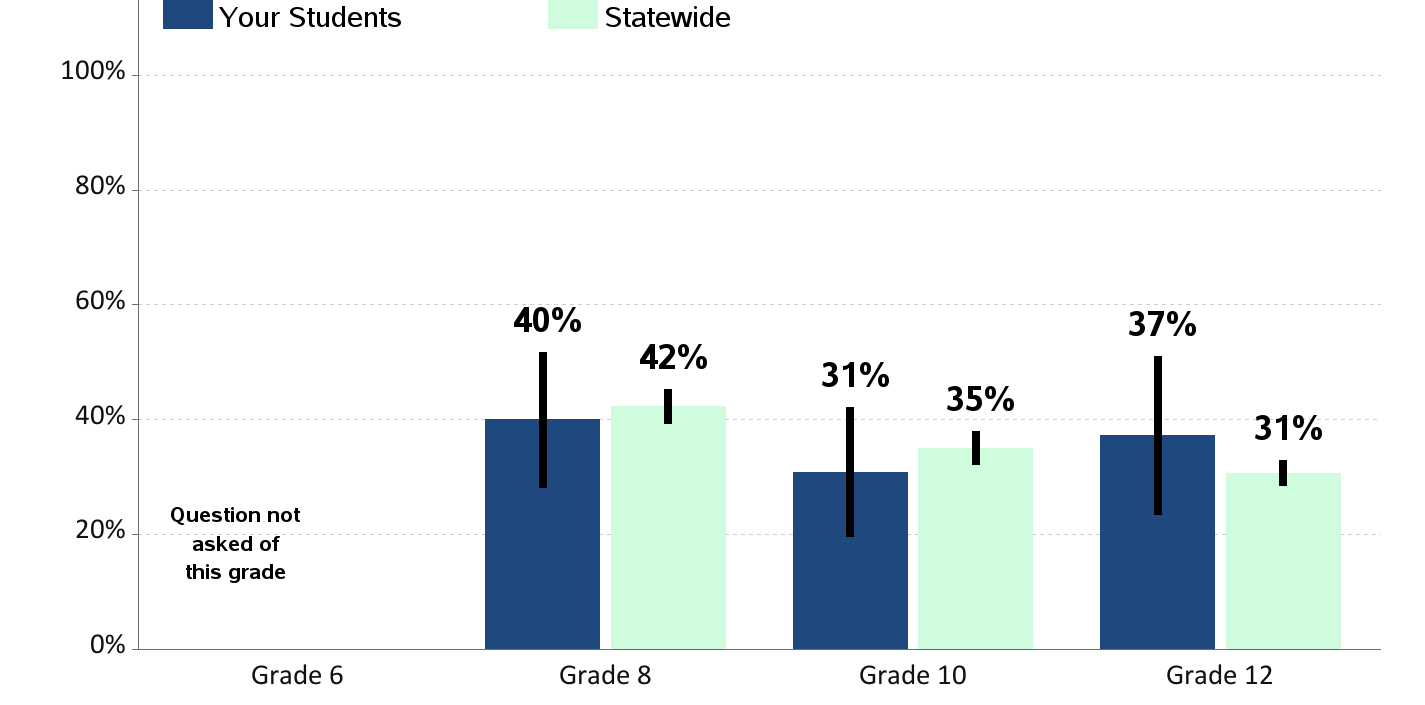 Your Students Statewide
100%
80%
60%
40%
20%
0%
40%
42%
31%
35%
37%
31%
Question not
asked of
this grade
Grade 6 Grade 8 Grade 10 Grade 12